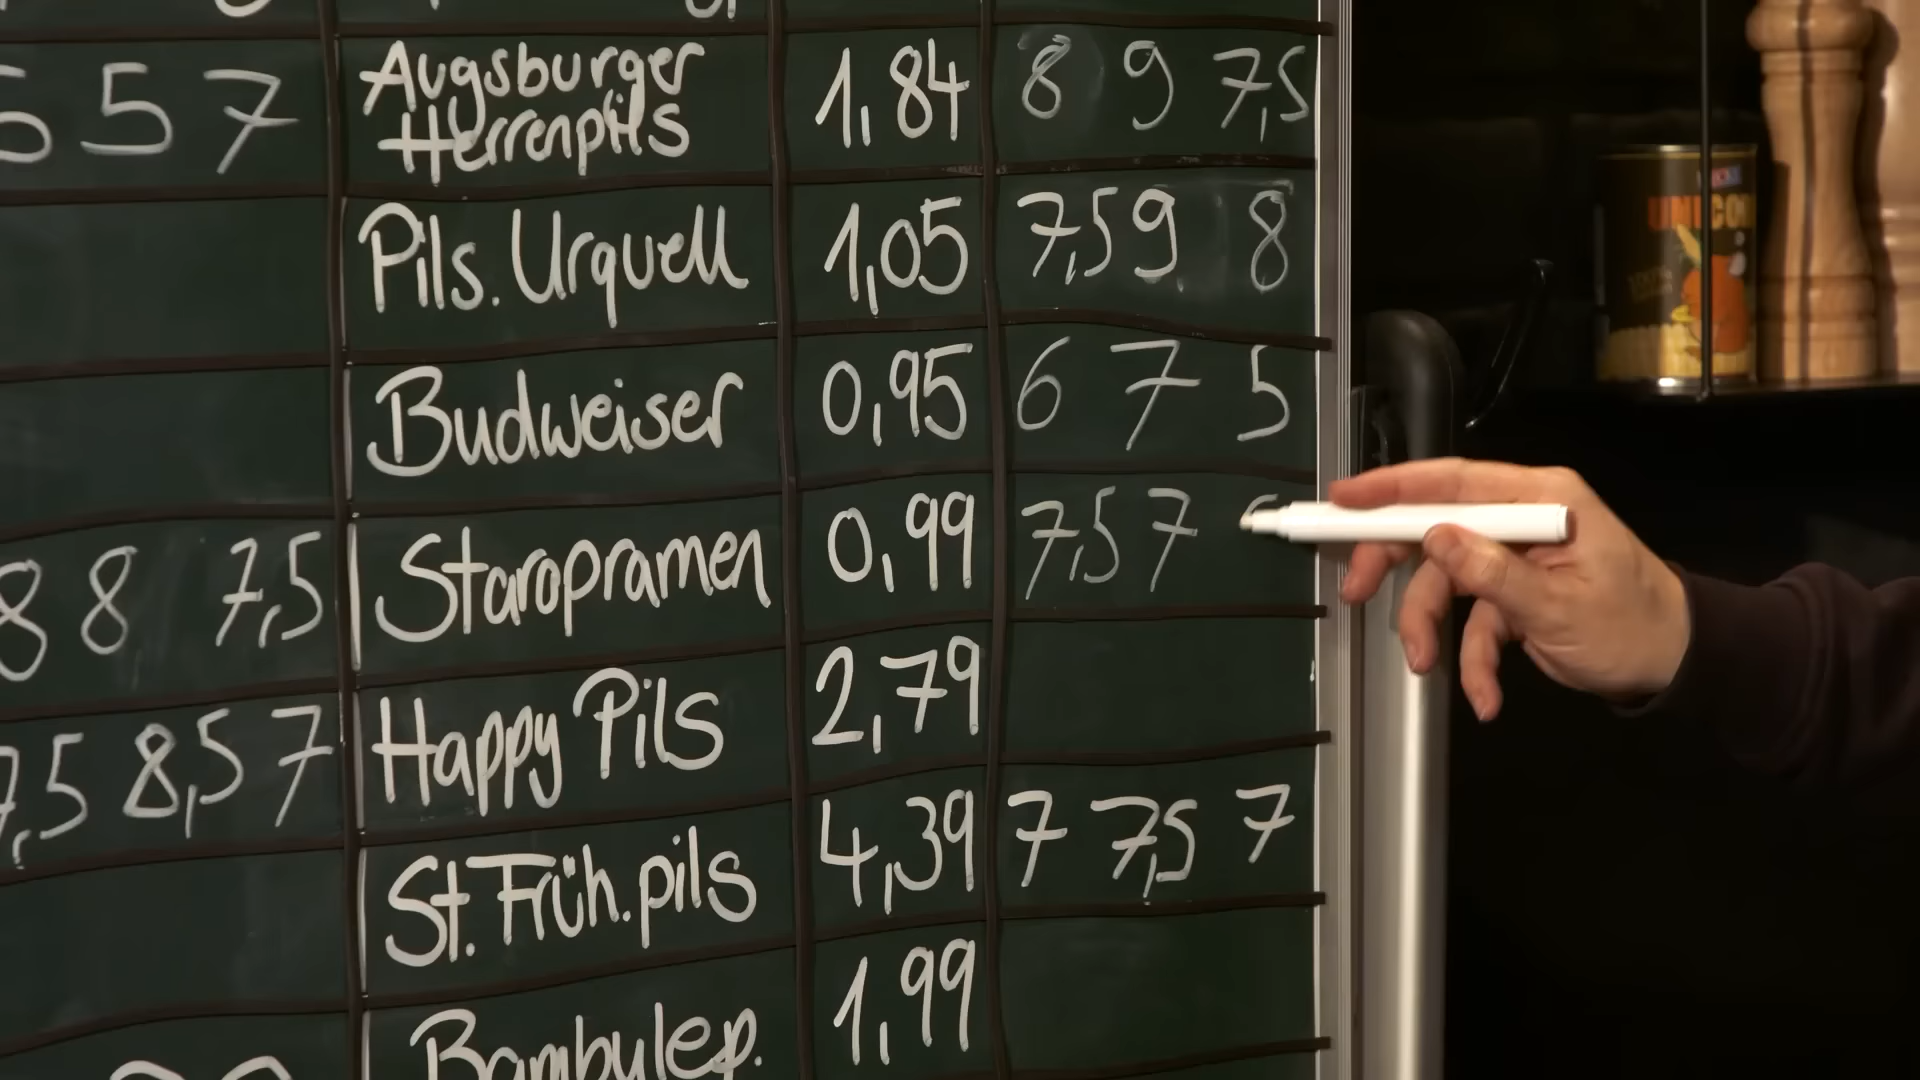 5 5 7 Augsburger Herrenpils 1,84 8 9 7,5
Pils. Urquell 1,05 7,5 9 8
Budweiser 0,95 6 7 5
8 8 7,5 Staropramen 0,99 7,5 7
7,5 8,5 7 Happy Pils 2,79
St. Früh.pils 4,39 7 7,5 7
Bambulep. 1,99